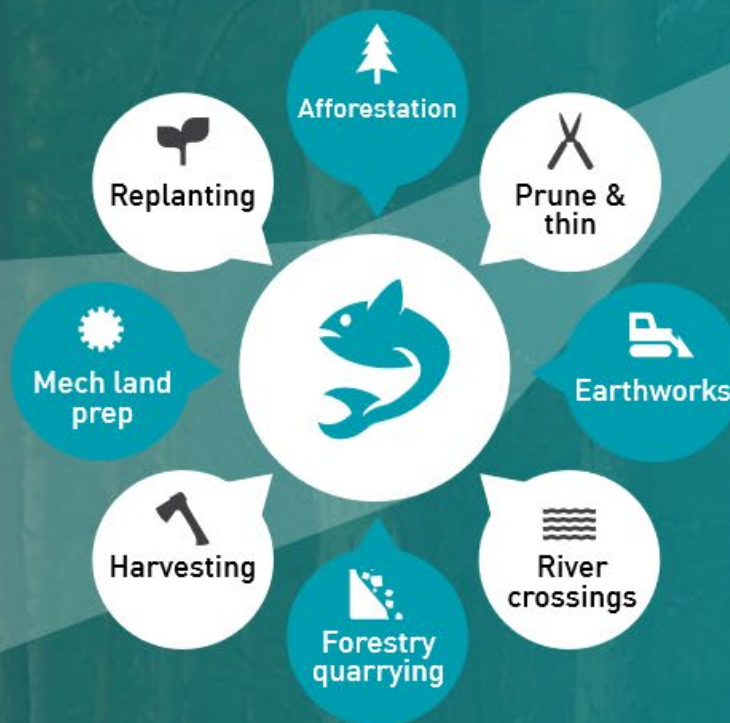 Afforestation
Replanting
Prune &
thin
Mech land
prep
Earthworks
Harvesting
River
crossings
Forestry
quarrying